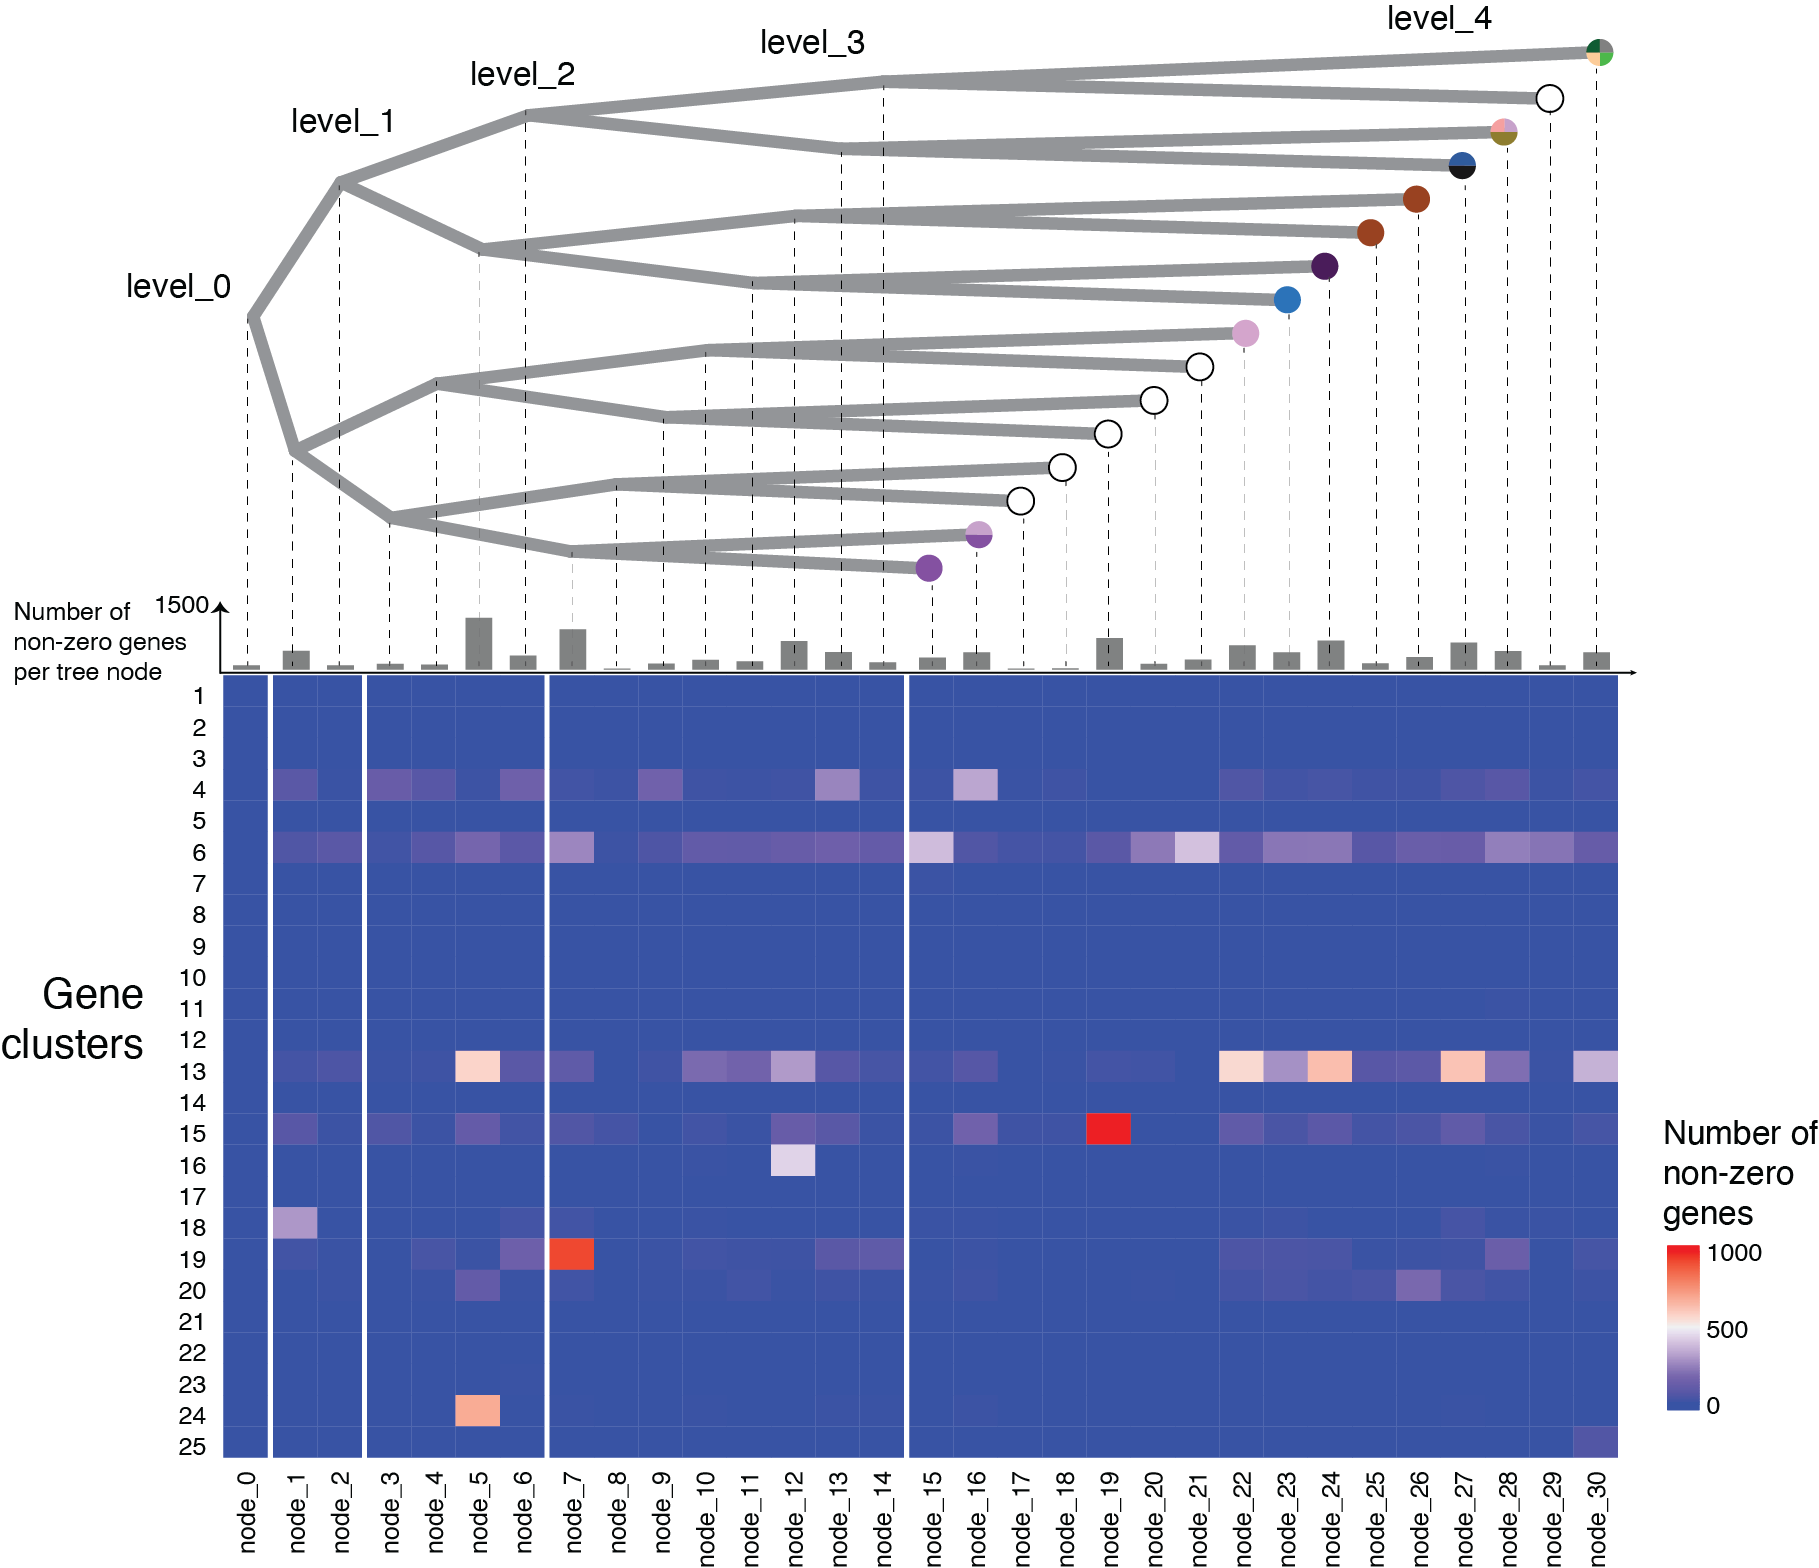 level_4
level_3
level_2
level_1
level_0
Number of
non-zero genes
per tree node
1500
1
2
3
4
5
6
7
8
9
10
11
12
13
14
15
16
17
18
19
20
21
22
23
24
25
Gene
clusters
Number of
non-zero
genes
1000
500
0
node_0
node_1
node_2
node_3
node_4
node_5
node_6
node_7
node_8
node_9
node_10
node_11
node_12
node_13
node_14
node_15
node_16
node_17
node_18
node_19
node_20
node_21
node_22
node_23
node_24
node_25
node_26
node_27
node_28
node_29
node_30